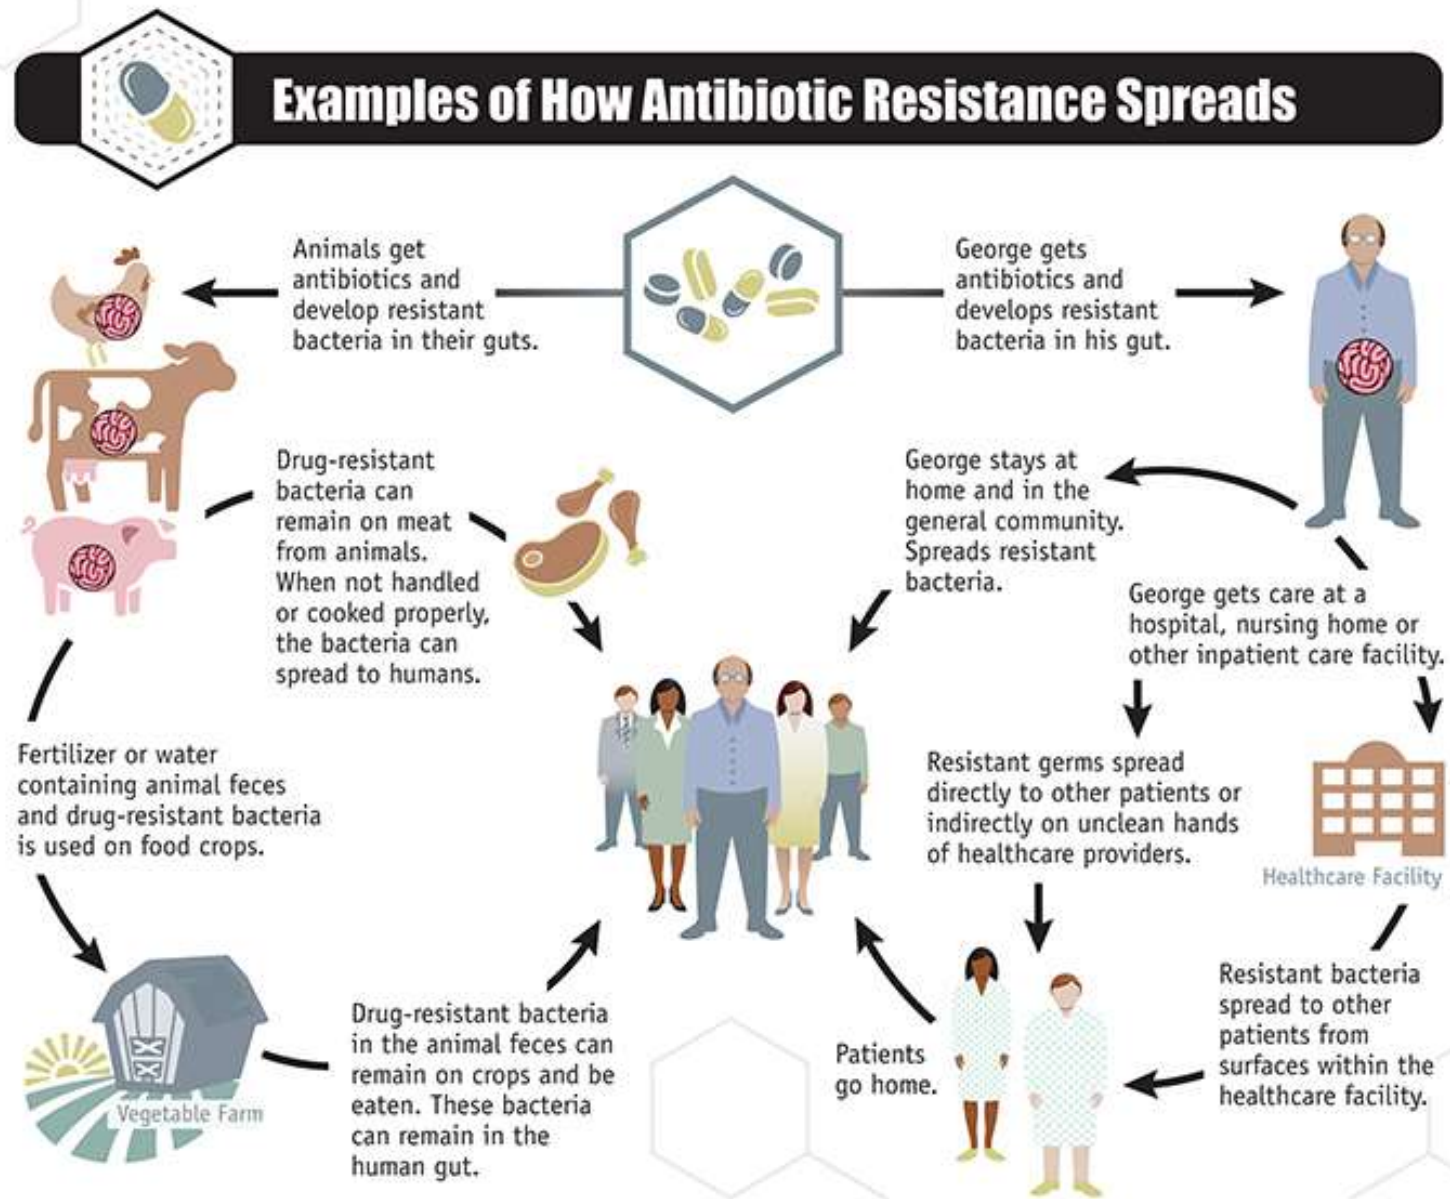 Examples of How Antibiotic Resistance Spreads
Animals get
antibiotics and
develop resistant
bacteria in their guts.
George gets
antibiotics and
develops resistant
bacteria in his gut.
Drug-resistant
bacteria can
remain on meat
from animals.
When not handled
or cooked properly,
the bacteria can
spread to humans.
George stays at
home and in the
general community.
Spreads resistant
bacteria.
George gets care at a
hospital, nursing home or
other inpatient care facility.
Fertilizer or water
containing animal feces
and drug-resistant bacteria
is used on food crops.
Resistant germs spread
directly to other patients or
indirectly on unclean hands
of healthcare providers.
Healthcare Facility
Vegetable Farm
Drug-resistant bacteria
in the animal feces can
remain on crops and be
eaten. These bacteria
can remain in the
human gut.
Patients
go home.
Resistant bacteria
spread to other
patients from
surfaces within the
healthcare facility.